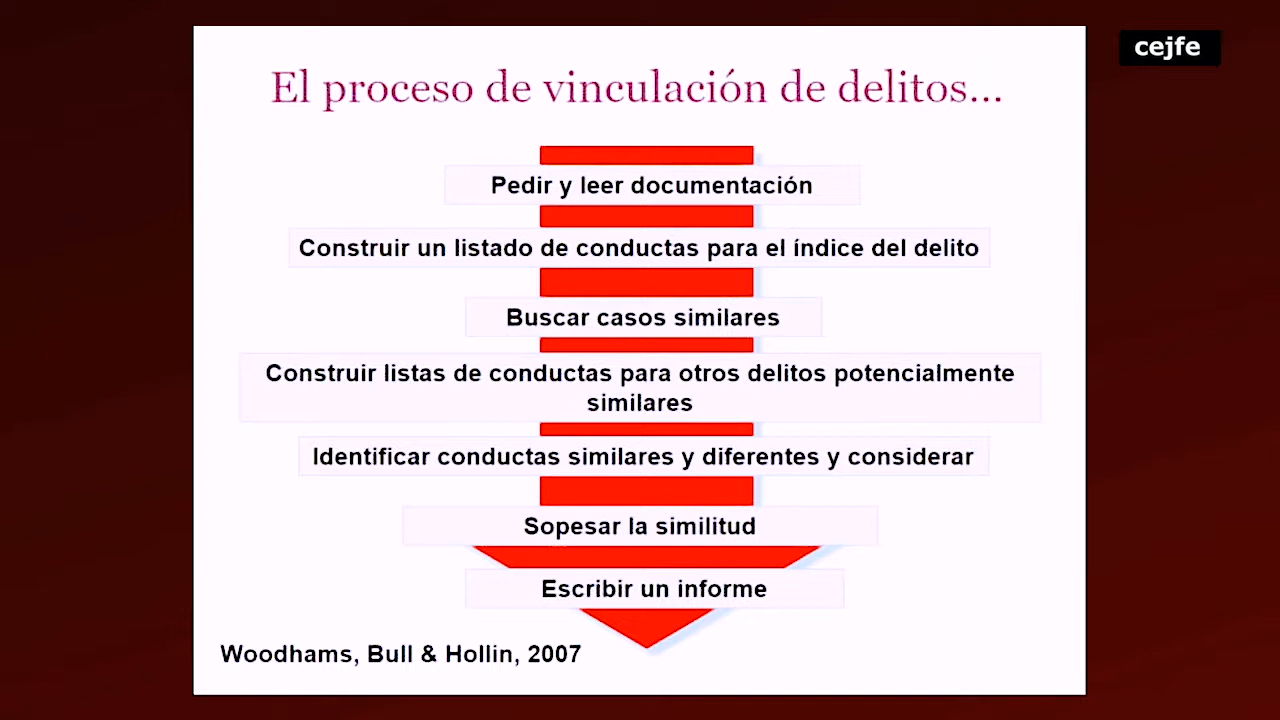 cejfe
El proceso de vinculación de delitos...
Pedir y leer documentación
Construir un listado de conductas para el índice del delito
Buscar casos similares
Construir listas de conductas para otros delitos potencialmente
similares
Identificar conductas similares y diferentes y considerar
Sopesar la similitud
Escribir un informe
Woodhams, Bull & Hollin, 2007